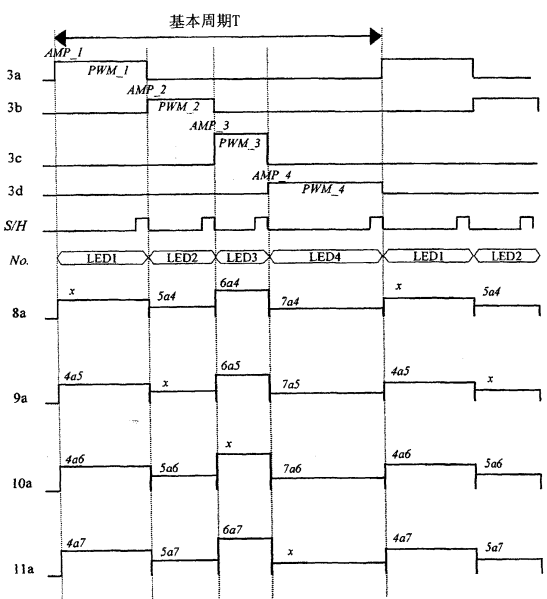 基本周期T
AMP_1
3a PWM_1
AMP_2
3b PWM_2
AMP_3
3c PWM_3
AMP_4
3d PWM_4
S/H
No. LED1 LED2 LED3 LED4 LED1 LED2
x 5a4 6a4 7a4 x 5a4
8a
4a5 x 6a5 7a5 4a5 x
9a
4a6 5a6 x 7a6 4a6 5a6
10a
4a7 5a7 6a7 x 4a7 5a7
11a